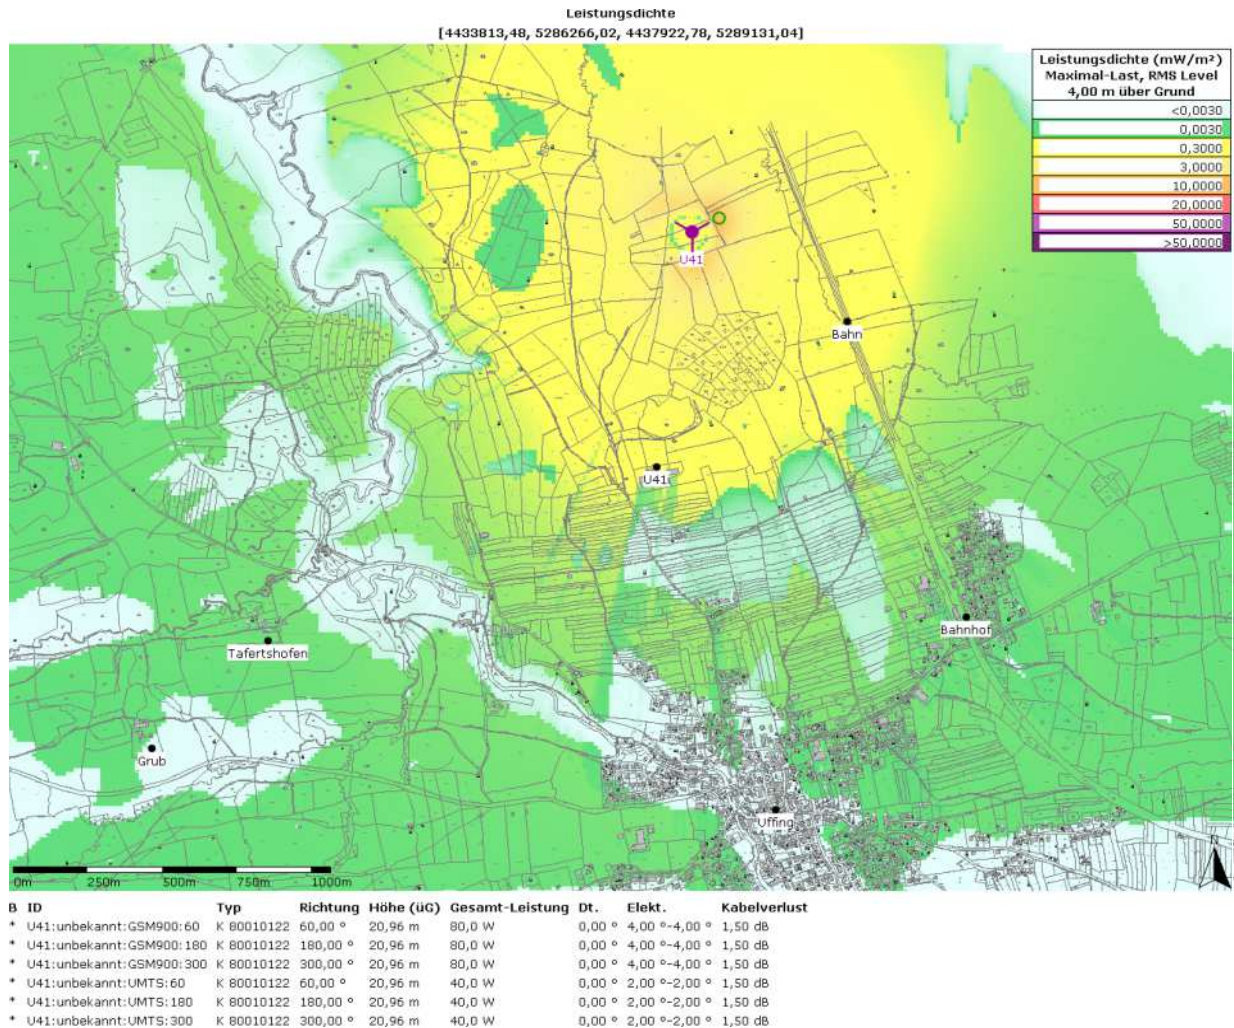 Leistungsdichte
[4433813,48, 5286266,02, 4437922,78, 5289131,04]
Leistungsdichte (mW/m²)
Maximal-Last, RMS Level
4,00 m über Grund
<0,0030
0,0030
0,3000
3,0000
10,0000
20,0000
50,0000
>50,0000
T.
U41
Bahn
U41
Bahnhof
Tafertshofen
Grub
Uffing
0m 250m 500m 750m 1000m
B ID Typ Richtung Höhe (üG) Gesamt-Leistung Dt. Elekt. Kabelverlust
* U41:unbekannt:GSM900:60 K 80010122 60,00 ° 20,96 m 80,0 W 0,00 ° 4,00 °-4,00 ° 1,50 dB
* U41:unbekannt:GSM900:180 K 80010122 180,00 ° 20,96 m 80,0 W 0,00 ° 4,00 °-4,00 ° 1,50 dB
* U41:unbekannt:GSM900:300 K 80010122 300,00 ° 20,96 m 80,0 W 0,00 ° 4,00 °-4,00 ° 1,50 dB
* U41:unbekannt:UMTS:60 K 80010122 60,00 ° 20,96 m 40,0 W 0,00 ° 2,00 °-2,00 ° 1,50 dB
* U41:unbekannt:UMTS:180 K 80010122 180,00 ° 20,96 m 40,0 W 0,00 ° 2,00 °-2,00 ° 1,50 dB
* U41:unbekannt:UMTS:300 K 80010122 300,00 ° 20,96 m 40,0 W 0,00 ° 2,00 °-2,00 ° 1,50 dB